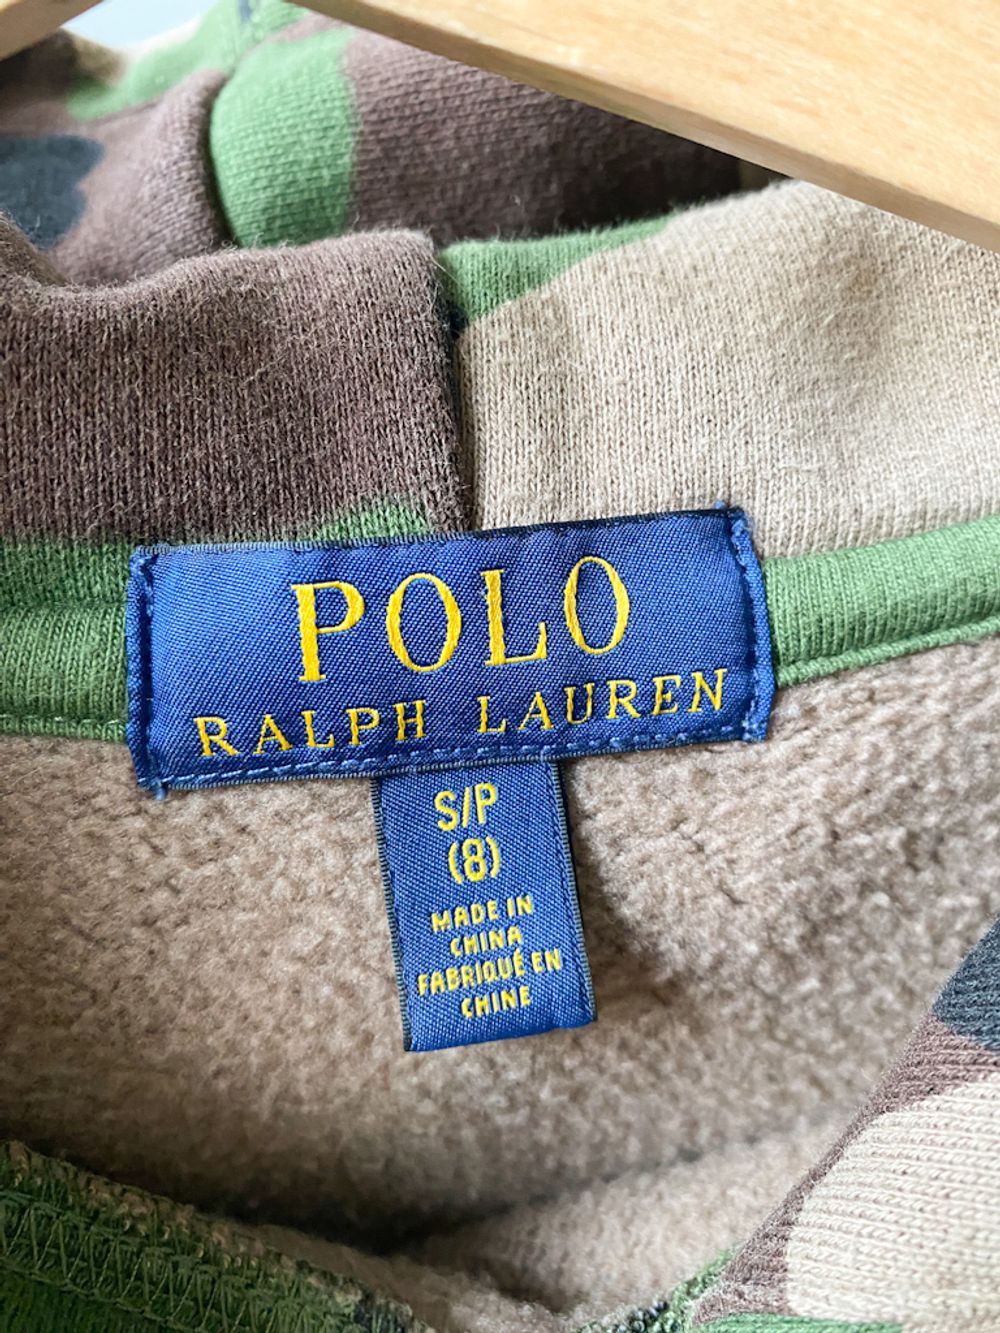 POLO
RALPH LAUREN
S/P
(8)
MADE IN
CHINA
FABRIQUÉ EN
CHINE